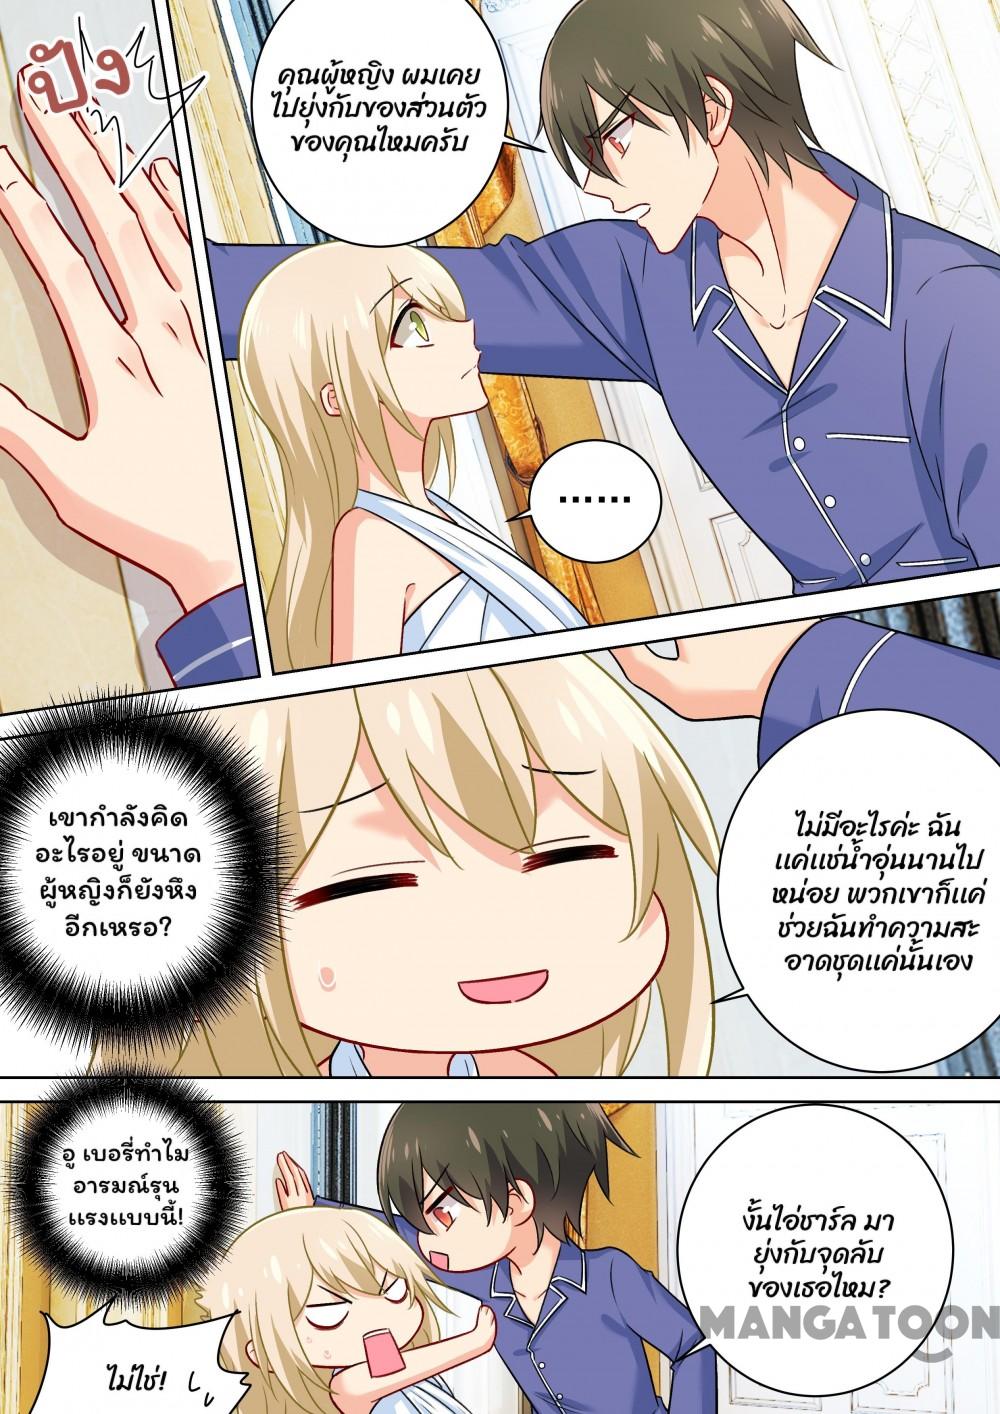 ปัง
คุณผู้หญิง ผมเคย
ไปยุ่งกับของส่วนตัว
ของคุณไหมครับ
......
เขากำลังคิด
อะไรอยู่ ขนาด
ผู้หญิงก็ยังหึง
อีกเหรอ?
ไม่มีอะไรค่ะ ฉัน
แค่แช่น้ำอุ่นนานไป
หน่อย พวกเขาก็แค่
ช่วยฉันทำความสะ
อาดชุดแค่นั้นเอง
อู เบอรี่ทำไม
อารมณ์รุน
แรงแบบนี้!
งั้นไอ่ชาร์ล มา
ยุ่งกับจุดลับ
ของเธอไหม?
ไม่ใช่!
MANGATOON